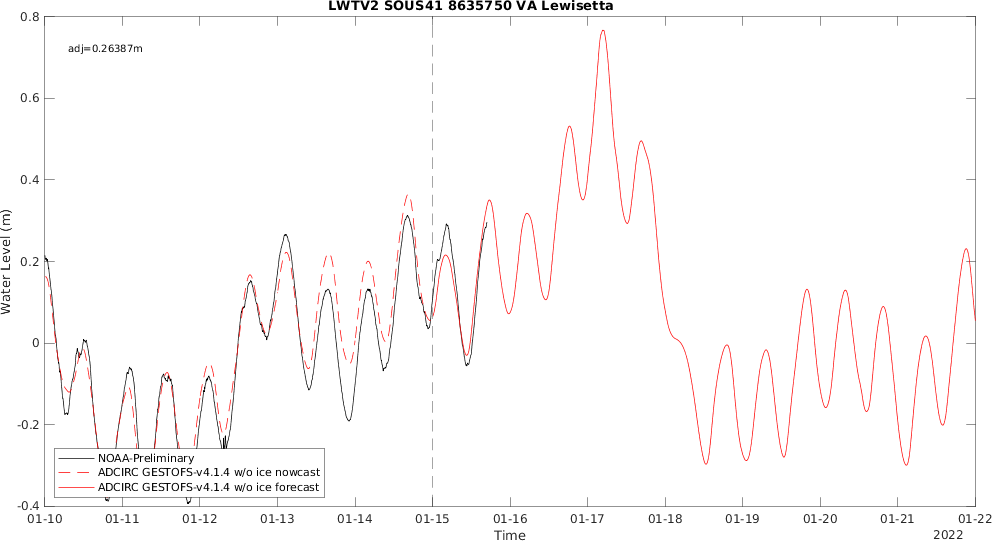 LWTV2 SOUS41 8635750 VA Lewisetta
adj=0.26387m
0.8
0.6
0.4
0.2
0
-0.2
-0.4
Water Level (m)
NOAA-Preliminary
ADCIRC GESTOFS-v4.1.4 w/o ice nowcast
ADCIRC GESTOFS-v4.1.4 w/o ice forecast
01-10 01-11 01-12 01-13 01-14 01-15 01-16 01-17 01-18 01-19 01-20 01-21 01-22
Time
2022